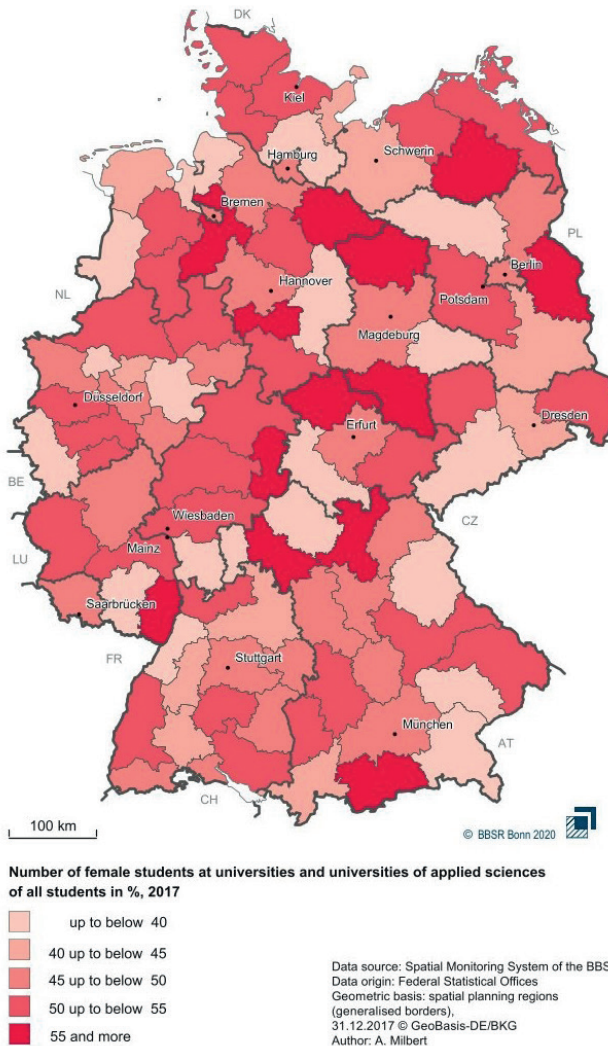 DK
Kiel
Hamburg
Schwerin
Bremen
PL
Berlin
NL
Hannover
Potsdam
Magdeburg
Düsseldorf
Dresden
Erfurt
BE
Wiesbaden
CZ
LU
Mainz
Saarbrücken
FR
Stuttgart
München
AT
CH
100 km
© BBSR Bonn 2020
Number of female students at universities and universities of applied sciences
of all students in %, 2017
up to below 40
40 up to below 45
45 up to below 50
50 up to below 55
55 and more
Data source: Spatial Monitoring System of the BBS
Data origin: Federal Statistical Offices
Geometric basis: spatial planning regions
(generalised borders),
31.12.2017 © GeoBasis-DE/BKG
Author: A. Milbert